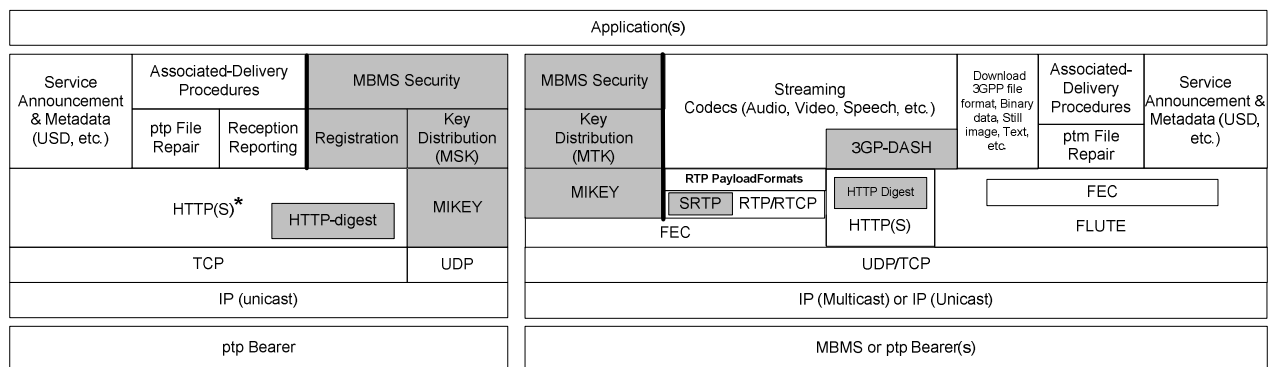 Application(s)
Service
Announcement
& Metadata
(USD, etc.)
Associated-Delivery
Procedures
ptp File
Repair
Reception
Reporting
MBMS Security
Registration
Key
Distribution
(MSK)
HTTP(S)*
HTTP-digest
MIKEY
TCP
UDP
IP (unicast)
ptp Bearer
MBMS Security
Key
Distribution
(MTK)
MIKEY
Streaming
Codecs (Audio, Video, Speech, etc.)
3GP-DASH
Download
3GPP file
format, Binary
data, Still
image, Text,
etc.
Associated-
Delivery
Procedures
ptm File
Repair
Service
Announcement &
Metadata (USD,
etc.)
RTP PayloadFormats
SRTP
RTP/RTCP
FEC
HTTP Digest
HTTP(S)
FEC
FLUTE
UDP/TCP
IP (Multicast) or IP (Unicast)
MBMS or ptp Bearer(s)